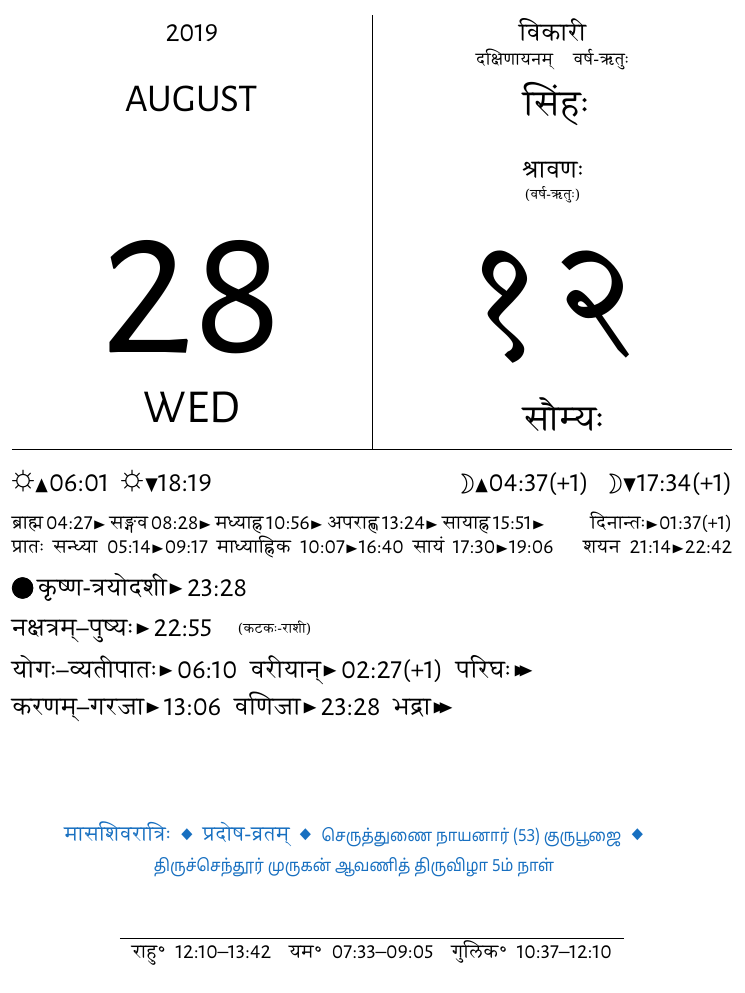 2019
AUGUST
28
WED
विकारी
दक्षिणायनम् वर्ष-ऋतुः
सिंहः
श्रावणः
(वर्ष-ऋतुः)
१२
सौम्यः
☼▲06:01 ☼▼18:19 ☽▲04:37(+1) ☽▼17:34(+1)
ब्राह्म 04:27► सङ्गव 08:28► मध्याह्न 10:56► अपराह्ण 13:24► सायाह्न 15:51► दिनान्तः►01:37(+1)
प्रातः सन्ध्या 05:14►09:17 माध्याह्निक 10:07►16:40 सायं 17:30►19:06 शयन 21:14►22:42
कृष्ण-त्रयोदशी► 23:28
नक्षत्रम्–पुष्यः► 22:55 (कटकः-राशी)
योगः–व्यतीपातः► 06:10 वरीयान्► 02:27(+1) परिघः►►
करणम्–गरजा► 13:06 वणिजा► 23:28 भद्रा►►
मासशिवरात्रिः ◆ प्रदोष-व्रतम् ◆ செருத்துணை நாயனார் (53) குருபூஜை ◆
திருச்செந்தூர் முருகன் ஆவணித் திருவிழா 5ம் நாள்
राहु॰ 12:10–13:42 यम॰ 07:33–09:05 गुलिक॰ 10:37–12:10